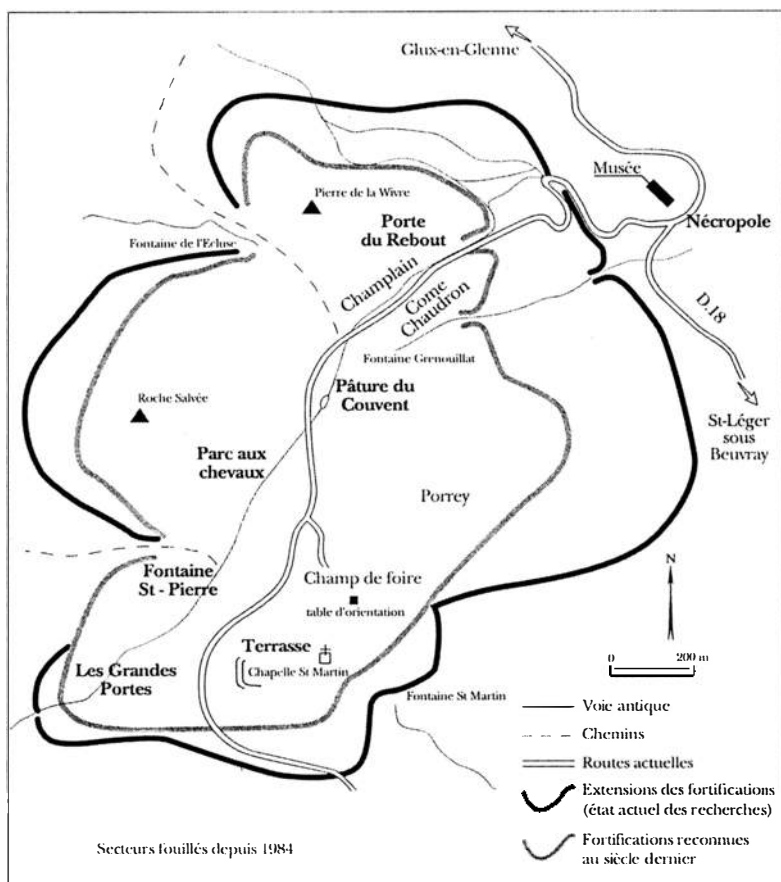 Glux-en-Glenne
Musée
Pierre de la Wivre
Nécropole
Porte
du Rebout
Fontaine de l'Ecluse
Champlain
Come
Chaudron
D.18
Fontaine Grenouillat
Pâture du
Couvent
Roche Salvée
St-Léger
sous
Beuvray
Parc aux
chevaux
Porrey
N
Fontaine
St - Pierre
Champ de foire
table d'orientation
0 200 m
Terrasse
Chapelle St Martin
Les Grandes
Portes
Fontaine St Martin
Voie antique
Chemins
Routes actuelles
Extensions des fortifications
(état actuel des recherches)
Fortifications reconnues
au siècle dernier
Secteurs fouillés depuis 1984